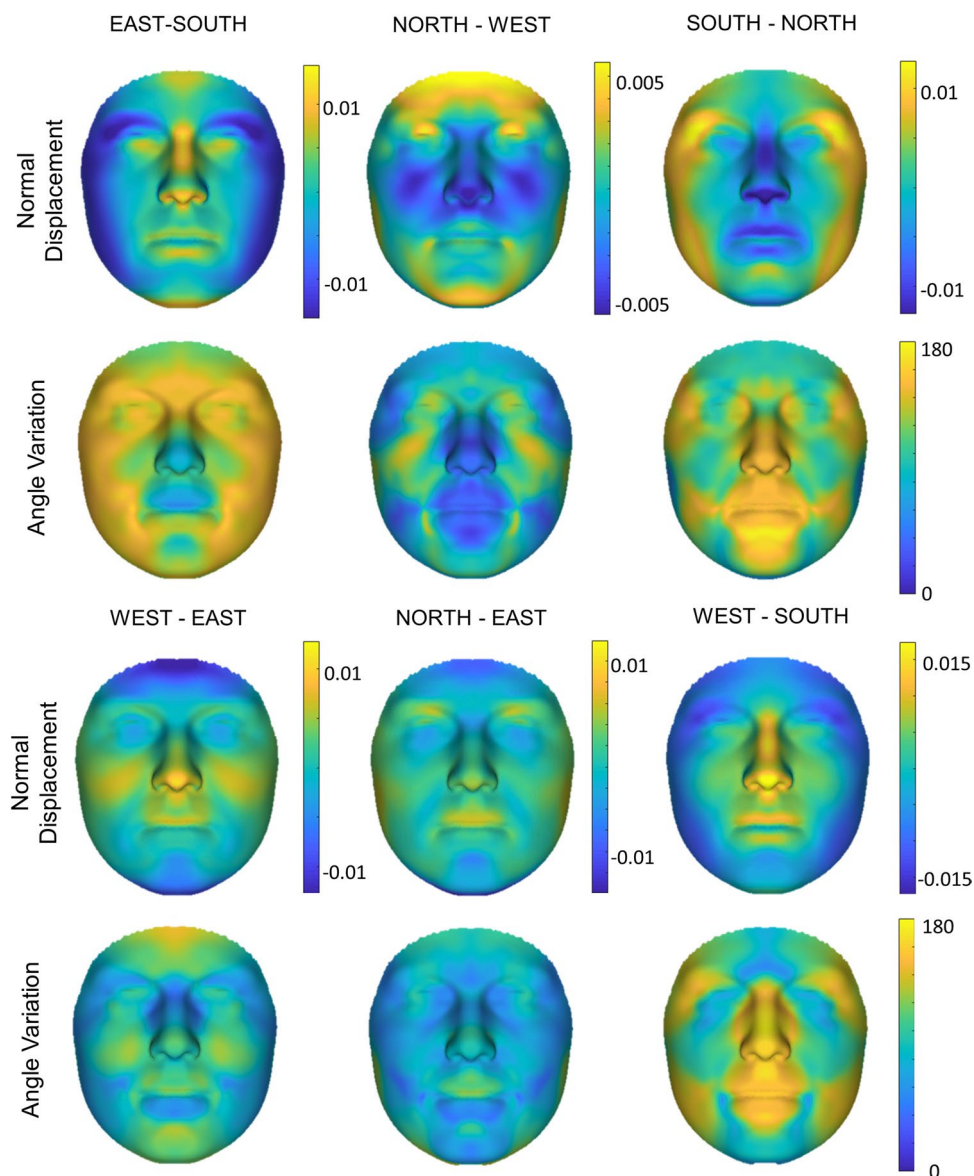 EAST-SOUTH
NORTH - WEST
SOUTH - NORTH
Normal
Displacement
0.01
-0.01
0.005
-0.005
0.01
-0.01
Angle Variation
180
0
WEST - EAST
NORTH - EAST
WEST - SOUTH
Normal
Displacement
0.01
-0.01
0.01
-0.01
0.015
-0.015
Angle Variation
180
0